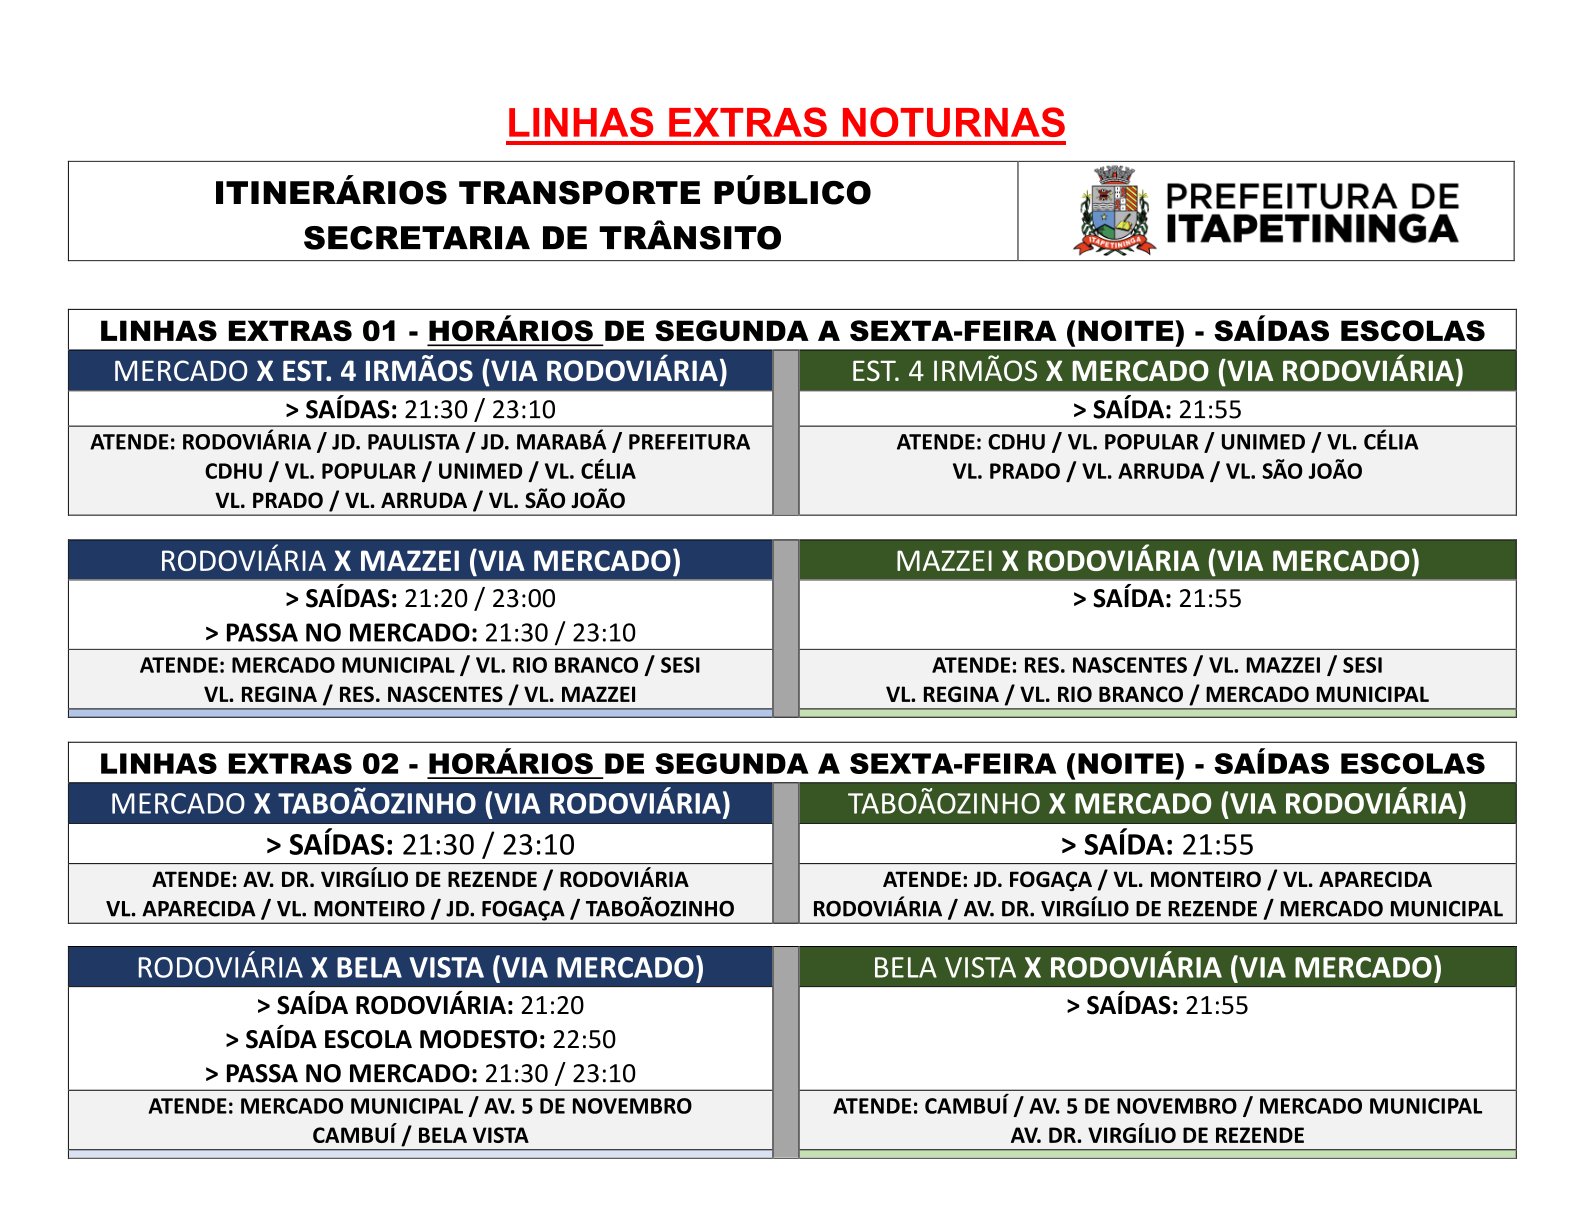 LINHAS EXTRAS NOTURNAS
ITINERÁRIOS TRANSPORTE PÚBLICO
SECRETARIA DE TRÂNSITO
ITAPETININGA
PREFEITURA DE
ITAPETININGA
LINHAS EXTRAS 01 - HORÁRIOS DE SEGUNDA A SEXTA-FEIRA (NOITE) - SAÍDAS ESCOLAS
MERCADO X EST. 4 IRMÃOS (VIA RODOVIÁRIA)
> SAÍDAS: 21:30 / 23:10
ATENDE: RODOVIÁRIA / JD. PAULISTA / JD. MARABÁ / PREFEITURA
CDHU / VL. POPULAR / UNIMED / VL. CÉLIA
VL. PRADO / VL. ARRUDA / VL. SÃO JOÃO
EST. 4 IRMÃOS X MERCADO (VIA RODOVIÁRIA)
> SAÍDA: 21:55
ATENDE: CDHU / VL. POPULAR / UNIMED / VL. CÉLIA
VL. PRADO / VL. ARRUDA / VL. SÃO JOÃO
RODOVIÁRIA X MAZZEI (VIA MERCADO)
> SAÍDAS: 21:20 / 23:00
> PASSA NO MERCADO: 21:30 / 23:10
ATENDE: MERCADO MUNICIPAL / VL. RIO BRANCO / SESI
VL. REGINA / RES. NASCENTES / VL. MAZZEI
MAZZEI X RODOVIÁRIA (VIA MERCADO)
> SAÍDA: 21:55
ATENDE: RES. NASCENTES / VL. MAZZEI / SESI
VL. REGINA / VL. RIO BRANCO / MERCADO MUNICIPAL
LINHAS EXTRAS 02 - HORÁRIOS DE SEGUNDA A SEXTA-FEIRA (NOITE) - SAÍDAS ESCOLAS
MERCADO X TABOÃOZINHO (VIA RODOVIÁRIA)
> SAÍDAS: 21:30 / 23:10
ATENDE: AV. DR. VIRGÍLIO DE REZENDE / RODOVIÁRIA
VL. APARECIDA / VL. MONTEIRO / JD. FOGAÇA / TABOÃOZINHO
TABOÃOZINHO X MERCADO (VIA RODOVIÁRIA)
> SAÍDA: 21:55
ATENDE: JD. FOGAÇA / VL. MONTEIRO / VL. APARECIDA
RODOVIÁRIA / AV. DR. VIRGÍLIO DE REZENDE / MERCADO MUNICIPAL
RODOVIÁRIA X BELA VISTA (VIA MERCADO)
> SAÍDA RODOVIÁRIA: 21:20
> SAÍDA ESCOLA MODESTO: 22:50
> PASSA NO MERCADO: 21:30 / 23:10
ATENDE: MERCADO MUNICIPAL / AV. 5 DE NOVEMBRO
CAMBUÍ / BELA VISTA
BELA VISTA X RODOVIÁRIA (VIA MERCADO)
> SAÍDAS: 21:55
ATENDE: CAMBUÍ / AV. 5 DE NOVEMBRO / MERCADO MUNICIPAL
AV. DR. VIRGÍLIO DE REZENDE